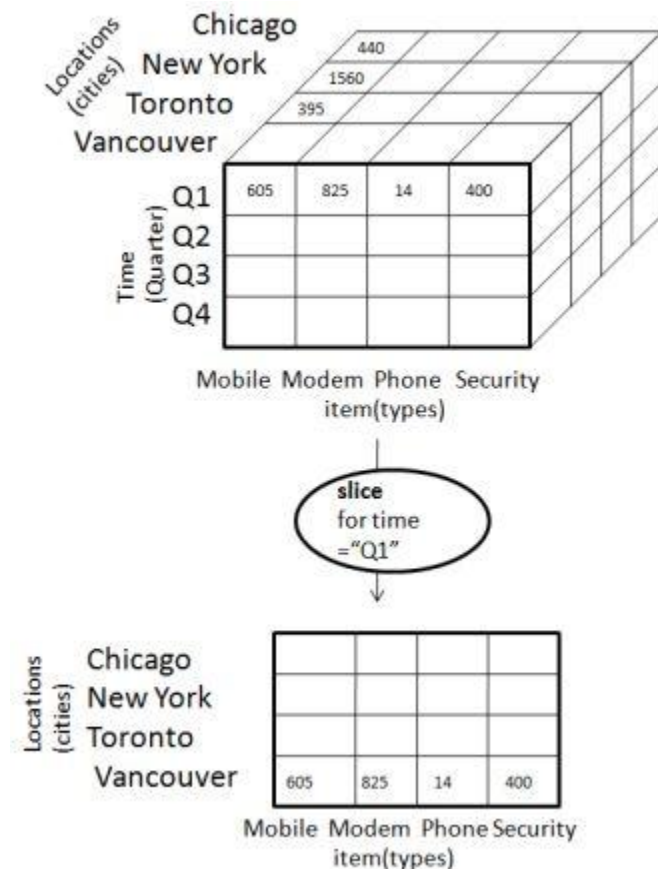 Chicago
New York
Toronto
Vancouver
Locations
(cities)
440
1560
395
Q1 605 825 14 400
Q2
Q3
Q4
Time
(Quarter)
Mobile Modem Phone Security
item(types)
slice
for time
=“Q1”
Locations
(cities)
Chicago
New York
Toronto
Vancouver 605 825 14 400
Mobile Modem Phone Security
item(types)